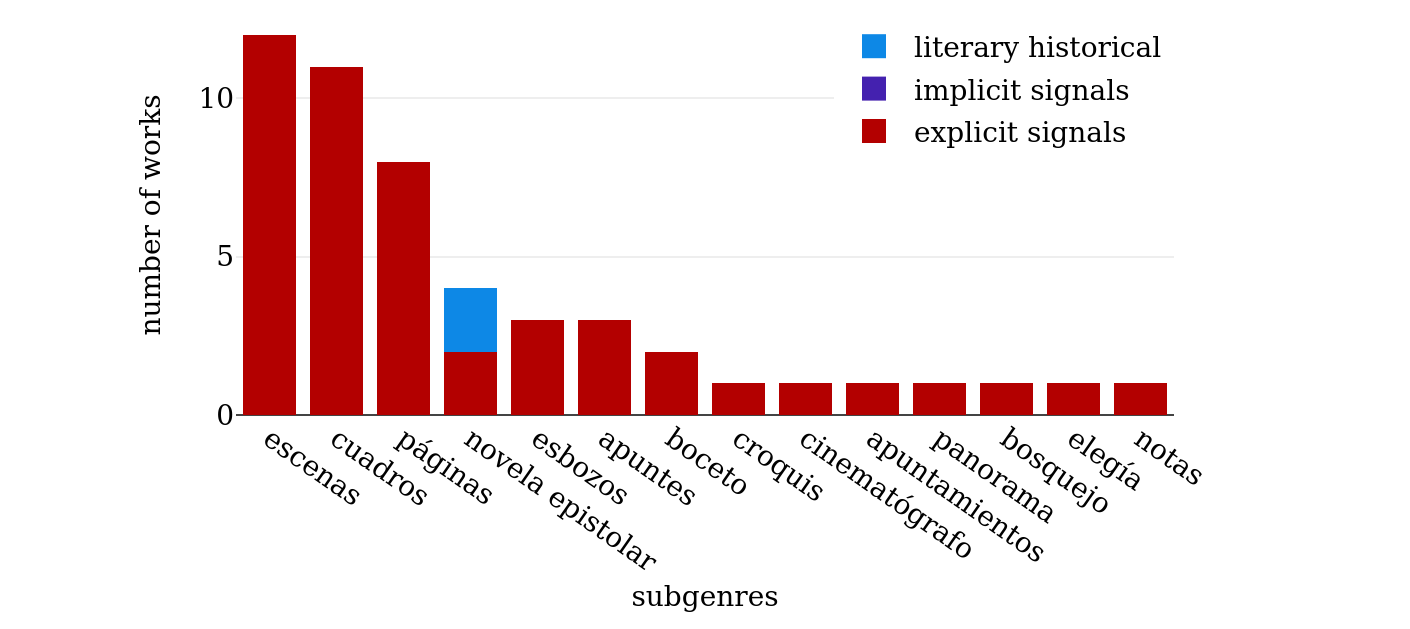 literary historical
implicit signals
explicit signals
number of works
10
5
0
escenas
cuadros
páginas
novela epistolar
esbozos
apuntes
boceto
croquis
cinematógrafo
apuntamientos
panorama
bosquejo
elegía
notas
subgenres